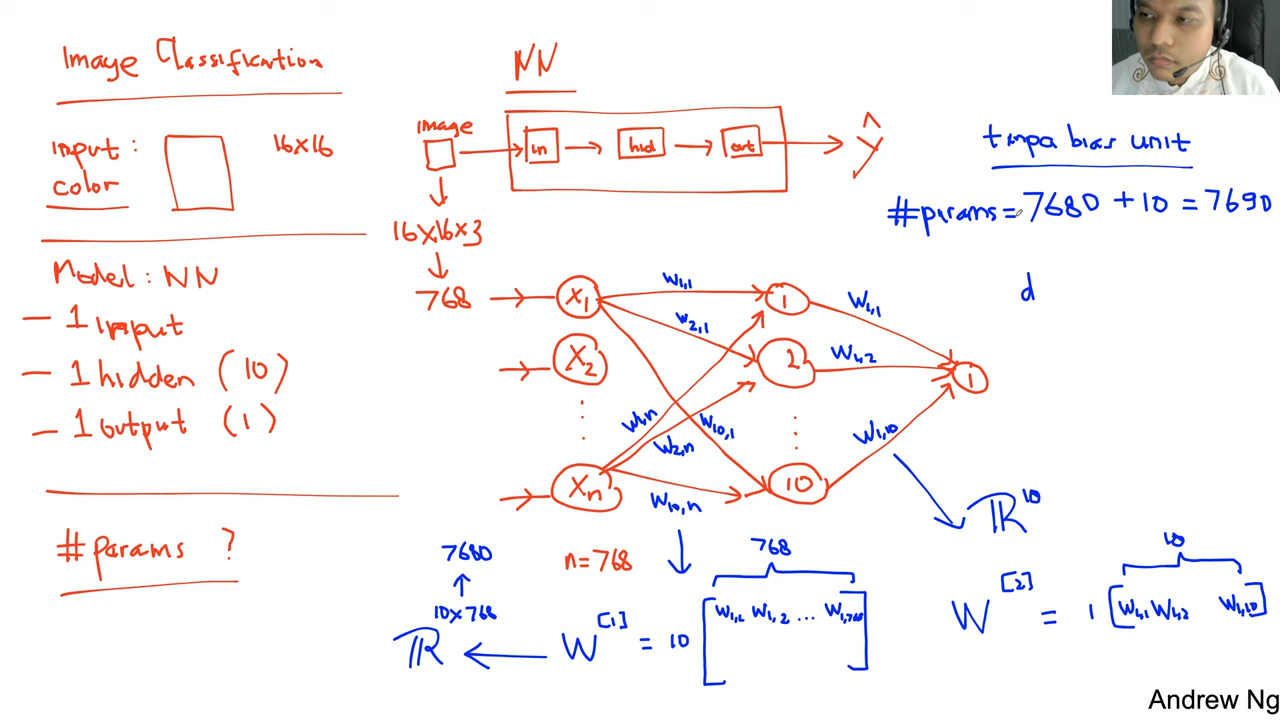 Image Classification
input :
color
16x16
Model : NN
- 1 input
- 1 hidden (10)
- 1 output (1)
#params ?
NN
image
in
hid
out
ŷ
16x16x3
768
x1
x2
⋮
xn
1
2
⋮
10
1
w1,1
w2,1
w10,1
w1,n
w2,n
w10,n
w1,1
w1,2
w1,10
n=768
7680
10x768
ℝ
W[1] = 10 [w1,1 w1,2 ... w1,768]
768
ℝ10
W[2] = 1 [w1,1 w1,2 w1,10]
10
tanpa bias unit
#params = 7680 + 10 = 7690
d
Andrew Ng